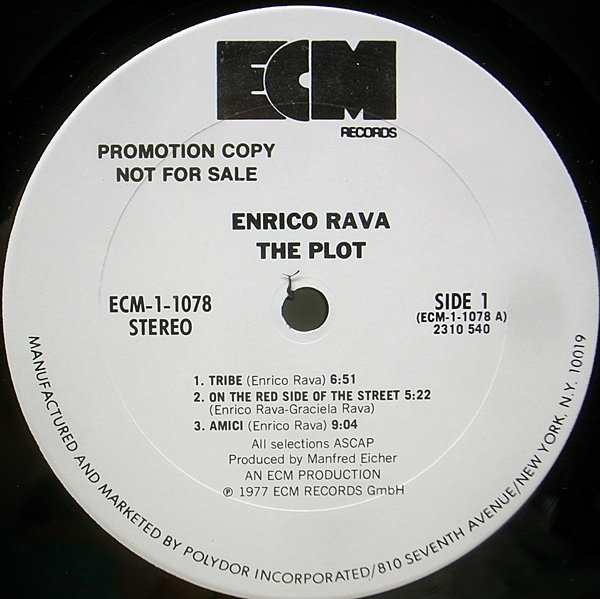 ECM
RECORDS
PROMOTION COPY
NOT FOR SALE
ENRICO RAVA
THE PLOT
ECM-1-1078
STEREO
SIDE 1
(ECM-1-1078 A)
2310 540
1. TRIBE (Enrico Rava) 6:51
2. ON THE RED SIDE OF THE STREET 5:22
(Enrico Rava-Graciela Rava)
3. AMICI (Enrico Rava) 9:04
All selections ASCAP
Produced by Manfred Eicher
AN ECM PRODUCTION
℗ 1977 ECM RECORDS GmbH
MANUFACTURED AND MARKETED BY POLYDOR INCORPORATED/810 SEVENTH AVENUE/NEW YORK. N.Y. 10019